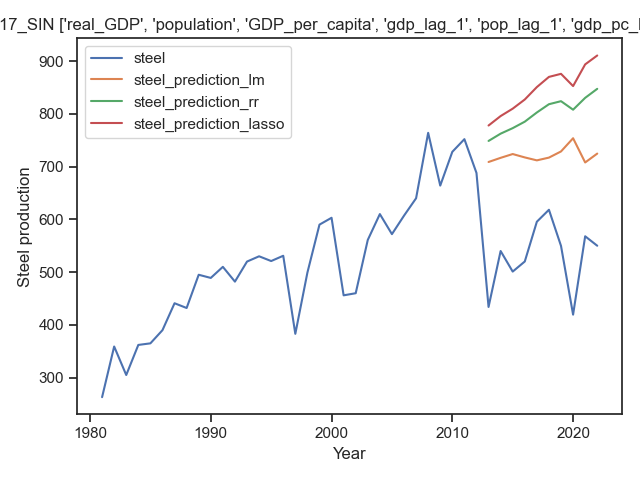 17_SIN ['real_GDP', 'population', 'GDP_per_capita', 'gdp_lag_1', 'pop_lag_1', 'gdp_pc_l
steel
steel_prediction_lm
steel_prediction_rr
steel_prediction_lasso
Steel production
900
800
700
600
500
400
300
1980
1990
2000
2010
2020
Year